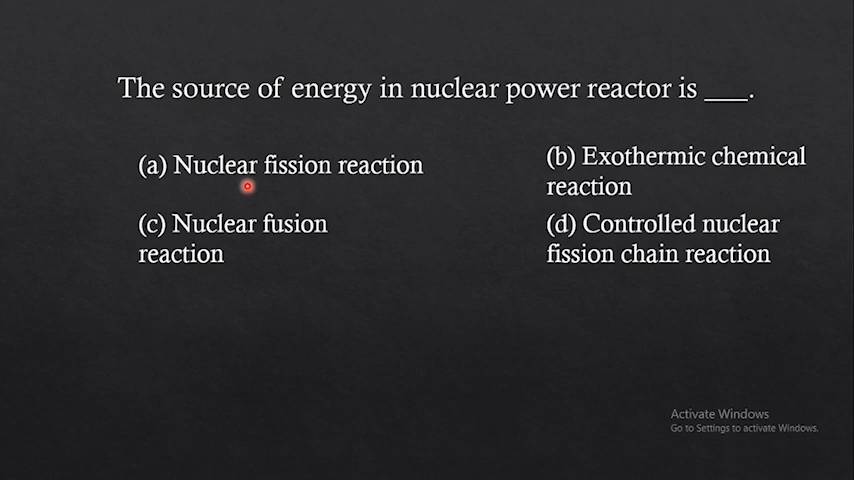 The source of energy in nuclear power reactor is ___.
(a) Nuclear fission reaction
(b) Exothermic chemical
reaction
(c) Nuclear fusion
reaction
(d) Controlled nuclear
fission chain reaction
Activate Windows
Go to Settings to activate Windows.